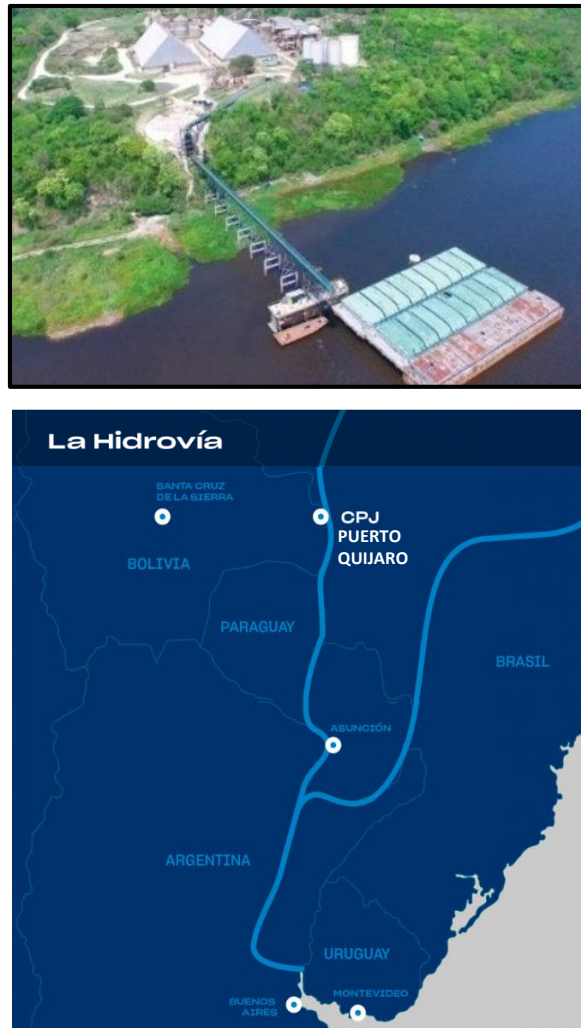 La Hidrovía
SANTA CRUZ
DE LA SIERRA
CPJ
PUERTO
QUIJARO
BOLIVIA
PARAGUAY
BRASIL
ASUNCIÓN
ARGENTINA
URUGUAY
BUENOS
AIRES
MONTEVIDEO